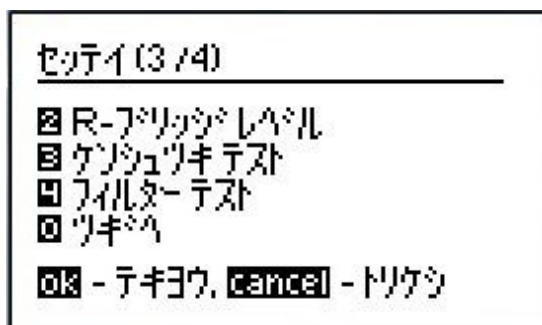 セッテイ (3 /4)
2 R-ブリッジ レベル
3 ケンシュツキ テスト
4 フィルター テスト
0 ツギヘ
ok - テキヨウ, cancel - トリケシ